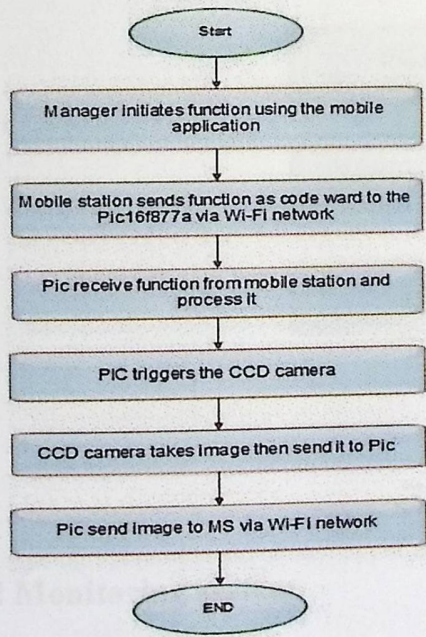 Start
Manager initiates function using the mobile
application
Mobile station sends function as code ward to the
Pic16f877a via Wi-Fi network
Pic receive function from mobile station and
process it
PIC triggers the CCD camera
CCD camera takes image then send it to Pic
Pic send image to MS via Wi-Fi network
END